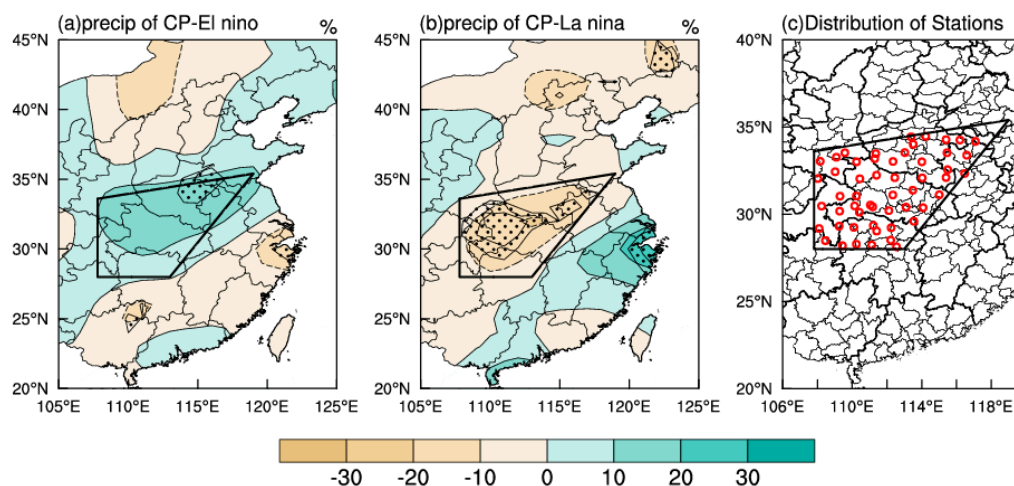 (a)precip of CP-El nino %
(b)precip of CP-La nina %
(c)Distribution of Stations
45°N
40°N
35°N
30°N
25°N
20°N
105°E 110°E 115°E 120°E 125°E
45°N
40°N
35°N
30°N
25°N
20°N
105°E 110°E 115°E 120°E 125°E
40°N
35°N
30°N
25°N
20°N
106°E 110°E 114°E 118°E
-30 -20 -10 0 10 20 30